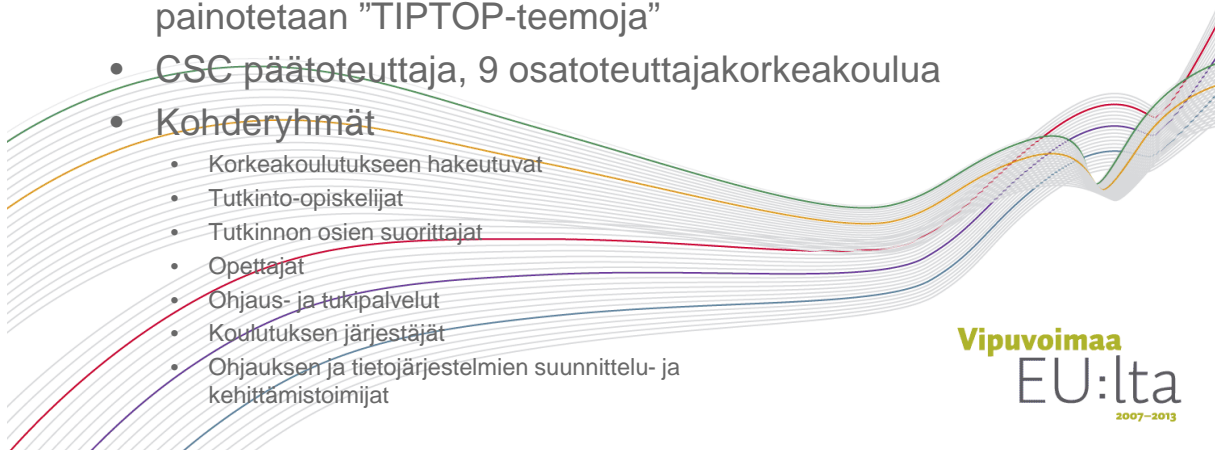 painotetaan ”TIPTOP-teemoja”
• CSC päätoteuttaja, 9 osatoteuttajakorkeakoulua
• Kohderyhmät
• Korkeakoulutukseen hakeutuvat
• Tutkinto-opiskelijat
• Tutkinnon osien suorittajat
• Opettajat
• Ohjaus- ja tukipalvelut
• Koulutuksen järjestäjät
• Ohjauksen ja tietojärjestelmien suunnittelu- ja
kehittämistoimijat
Vipuvoimaa
EU:lta
2007–2013